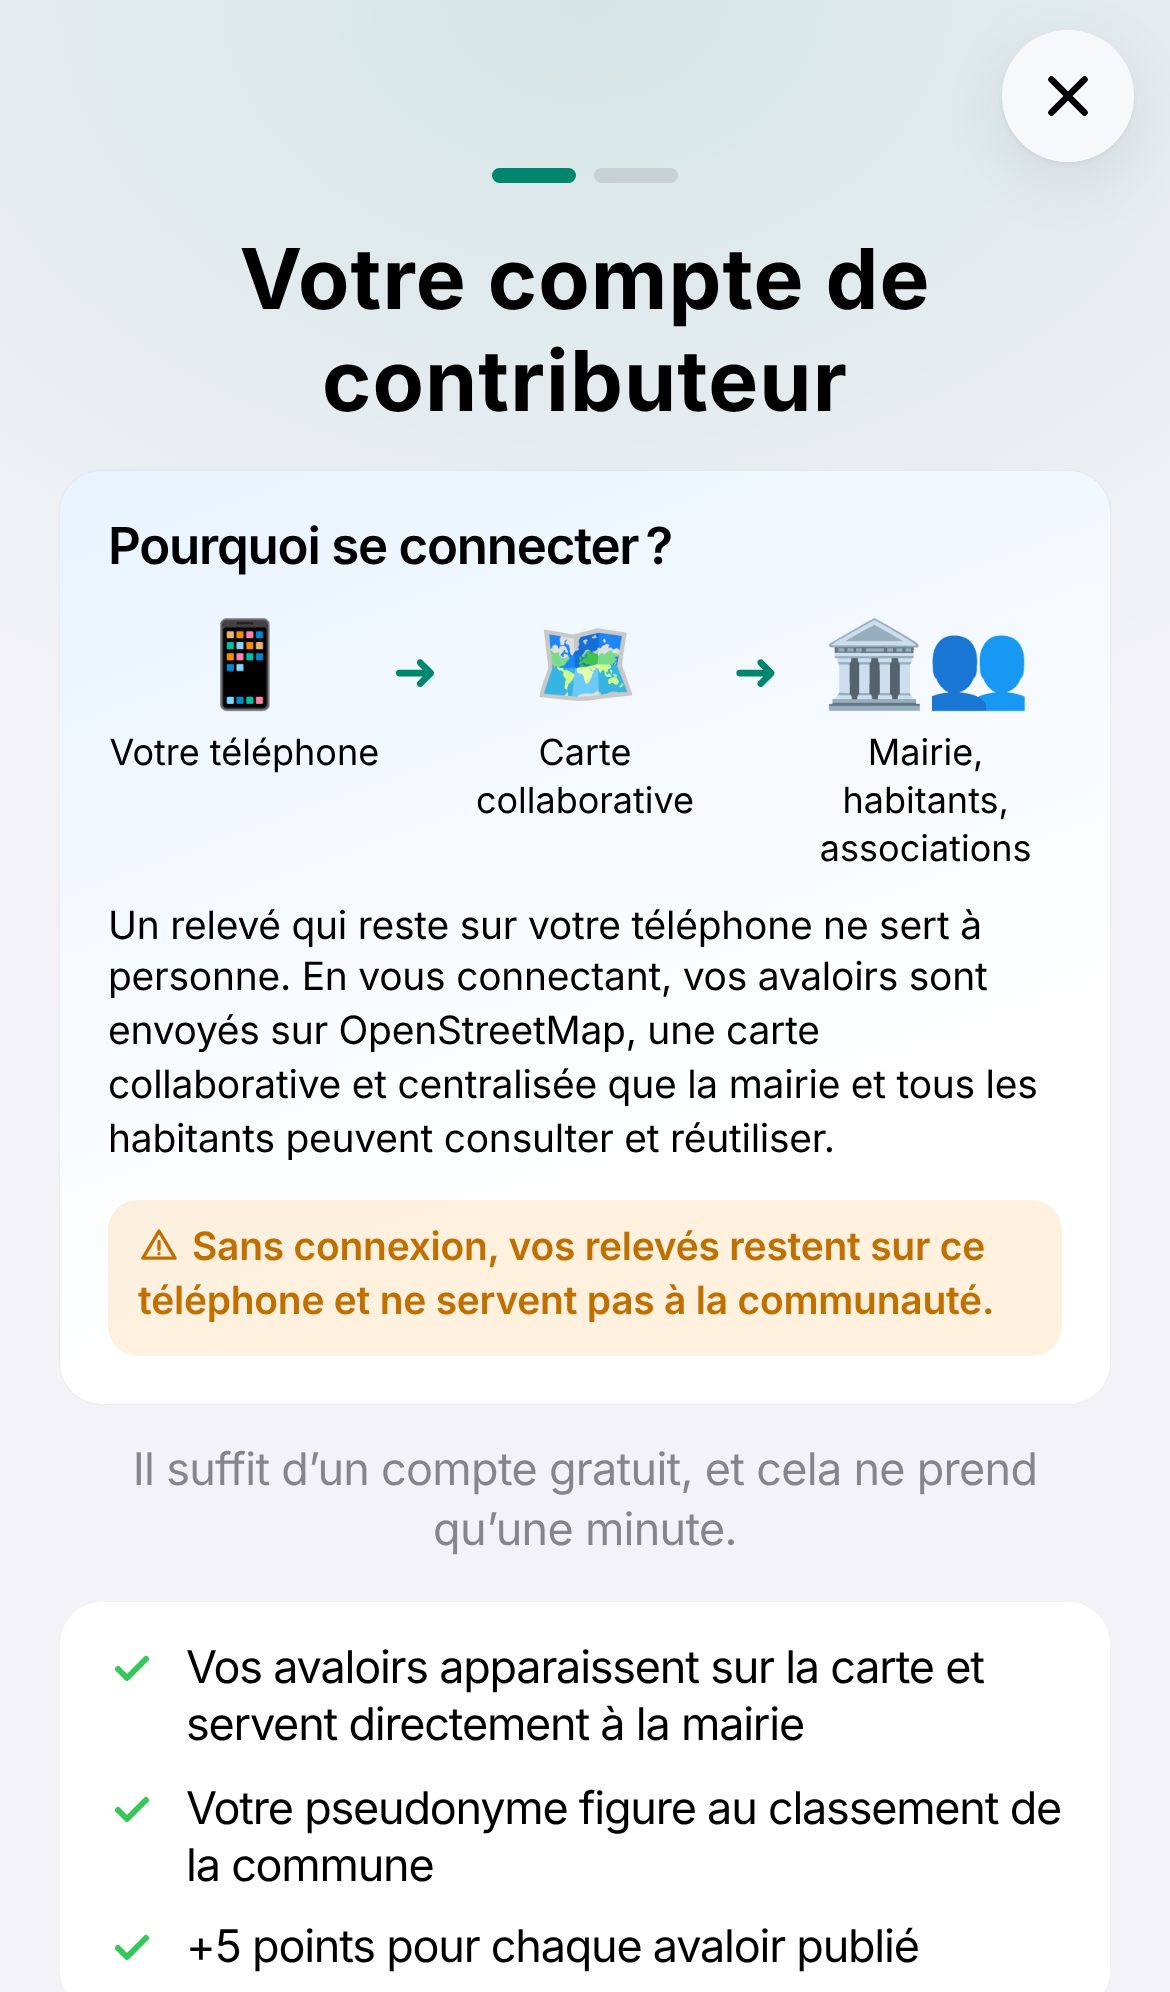 Votre compte de
contributeur
Pourquoi se connecter ?
Votre téléphone
Carte
collaborative
Mairie,
habitants,
associations
Un relevé qui reste sur votre téléphone ne sert à
personne. En vous connectant, vos avaloirs sont
envoyés sur OpenStreetMap, une carte
collaborative et centralisée que la mairie et tous les
habitants peuvent consulter et réutiliser.
⚠ Sans connexion, vos relevés restent sur ce
téléphone et ne servent pas à la communauté.
Il suffit d’un compte gratuit, et cela ne prend
qu’une minute.
Vos avaloirs apparaissent sur la carte et
servent directement à la mairie
Votre pseudonyme figure au classement de
la commune
+5 points pour chaque avaloir publié